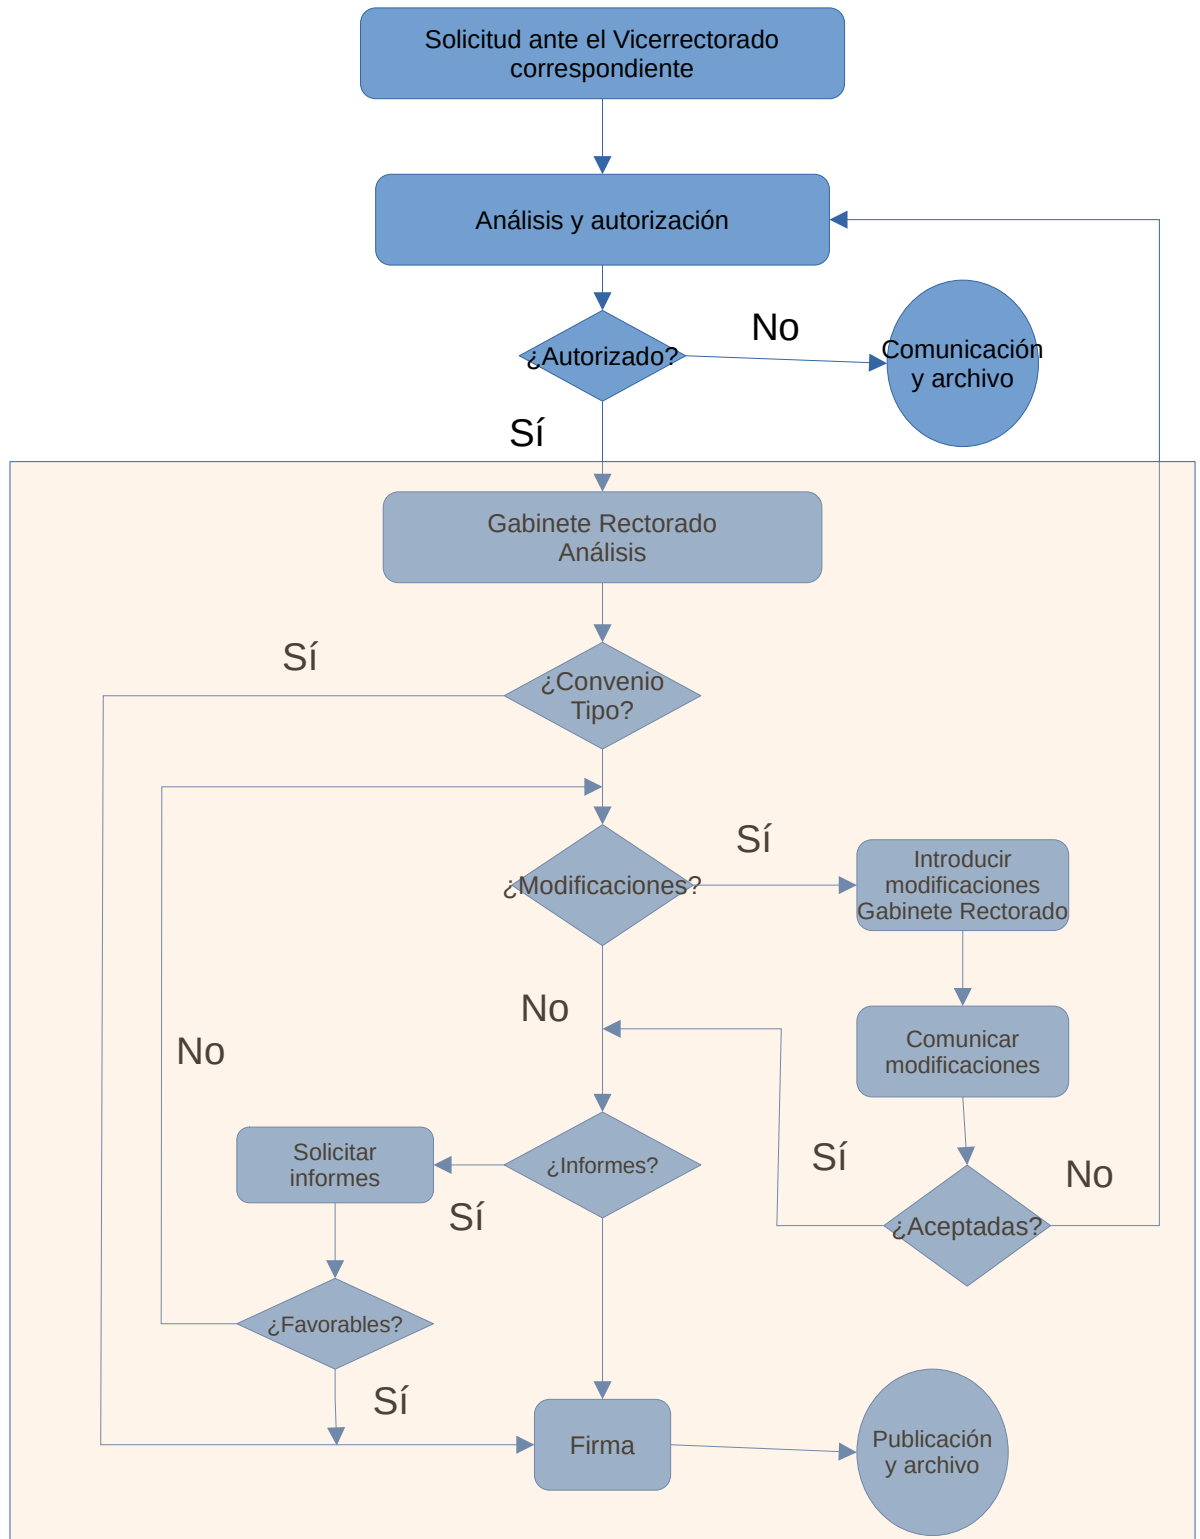 Solicitud ante el Vicerrectorado
correspondiente
Análisis y autorización
No
¿Autorizado?
Comunicación
y archivo
Sí
Gabinete Rectorado
Análisis
Sí
¿Convenio
Tipo?
Sí
¿Modificaciones?
Introducir
modificaciones
Gabinete Rectorado
No
No
Comunicar
modificaciones
Solicitar
informes
¿Informes?
Sí
No
Sí
¿Aceptadas?
¿Favorables?
Sí
Firma
Publicación
y archivo